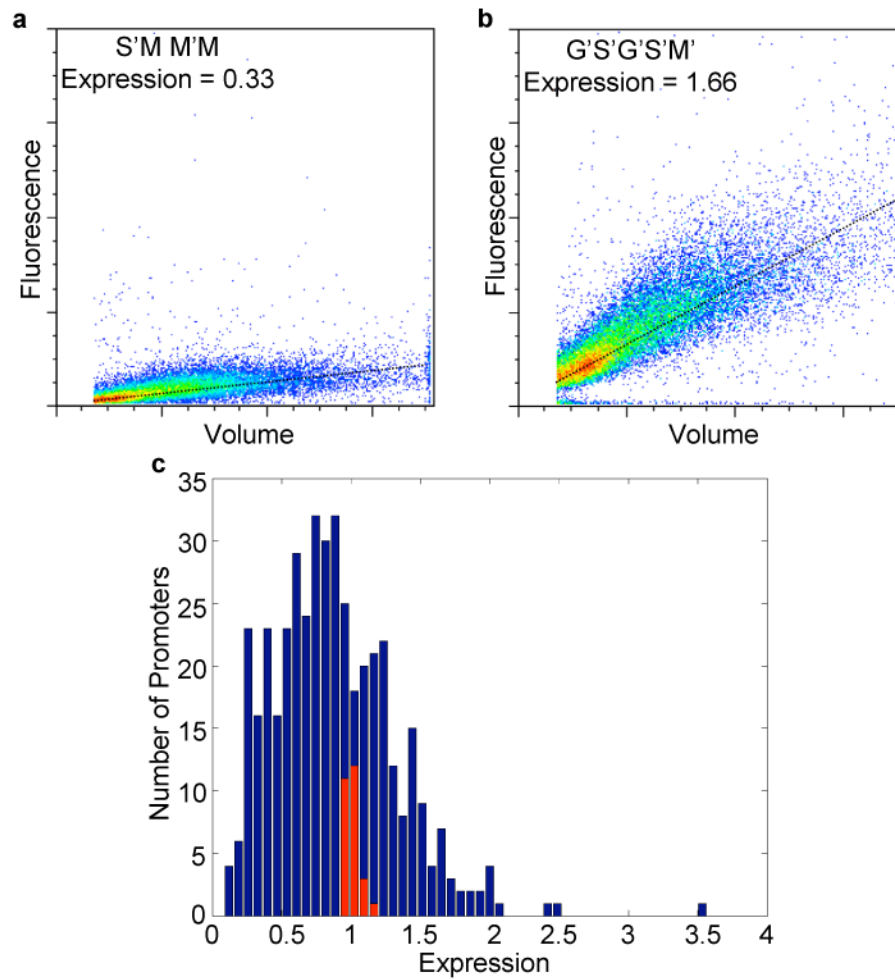 a
S'M M'M
Expression = 0.33
Fluorescence
Volume
b
G'S'G'S'M'
Expression = 1.66
Fluorescence
Volume
c
35
30
25
20
15
10
5
0
Number of Promoters
0 0.5 1 1.5 2 2.5 3 3.5 4
Expression